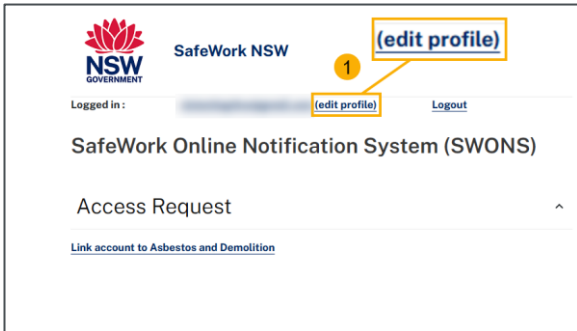 (edit profile)
SafeWork NSW
1
NSW
GOVERNMENT
Logged in : (edit profile) Logout
SafeWork Online Notification System (SWONS)
Access Request
Link account to Asbestos and Demolition